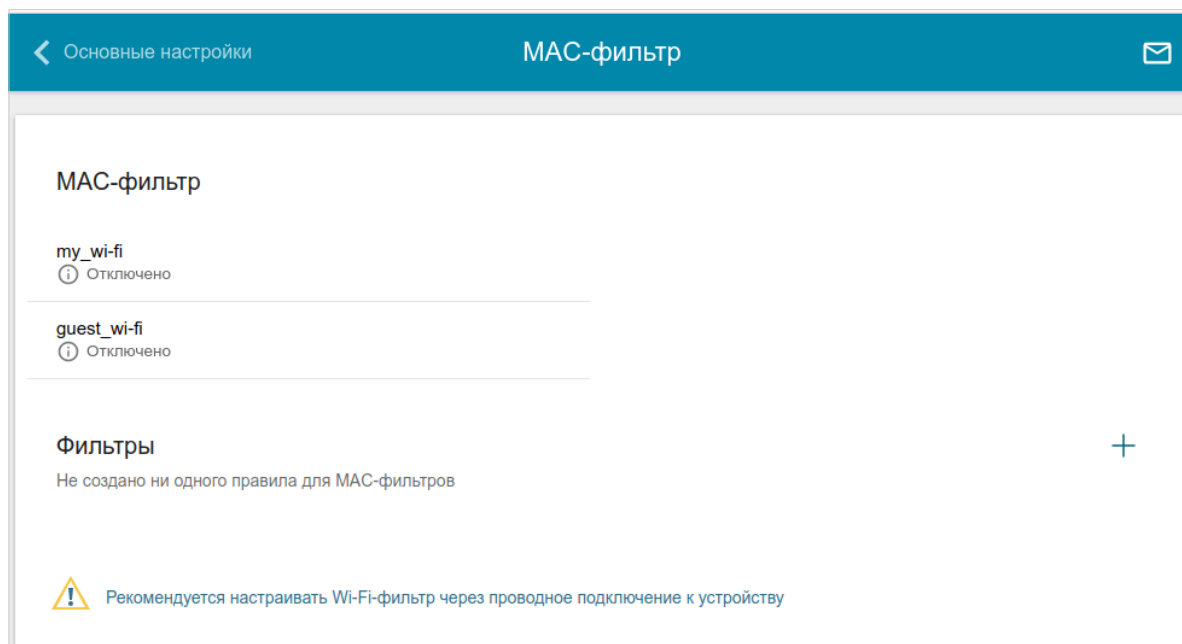 Основные настройки
MAC-фильтр
MAC-фильтр
my_wi-fi
Отключено
guest_wi-fi
Отключено
Фильтры
Не создано ни одного правила для MAC-фильтров
Рекомендуется настраивать Wi-Fi-фильтр через проводное подключение к устройству